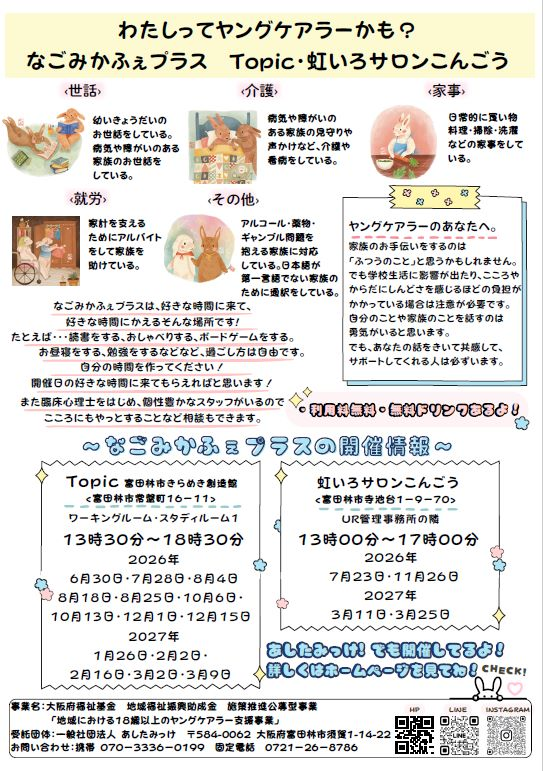 わたしってヤングケアラーかも？
なごみかふぇプラス　Topic・虹いろサロンこんごう
‹世話›
幼いきょうだいの
お世話をしている。
病気や障がいのある
家族のお世話を
している。
‹介護›
病気や障がいの
ある家族の見守りや
声かけなど、介護や
看病をしている。
‹家事›
日常的に買い物
料理・掃除・洗濯
などの家事をして
いる。
‹就労›
家計を支える
ためにアルバイト
をして家族を
助けている。
‹その他›
アルコール・薬物・
ギャンブル問題を
抱える家族に対応
している。日本語が
第一言語でない家族の
ために通訳をしている。
ヤングケアラーのあなたへ。
家族のお手伝いをするのは
「ふつうのこと」と思うかもしれません。
でも学校生活に影響が出たり、こころや
からだにしんどさを感じるほどの負担が
かかっている場合は注意が必要です。
自分のことや家族のことを話すのは
勇気がいると思います。
でも、あなたの話をきいて共感して、
サポートしてくれる人は必ずいます。
なごみかふぇプラスは、好きな時間に来て、
好きな時間にかえるそんな場所です！
たとえば・・・読書をする、おしゃべりする、ボードゲームをする。
お昼寝をする、勉強をするなどなど、過ごし方は自由です。
自分の時間を作ってください！
開催日の好きな時間に来てもらえればと思います！
また臨床心理士をはじめ、個性豊かなスタッフがいるので
こころにもやっとすることなど相談もできます。
・利用料無料・無料ドリンクあるよ！
～なごみかふぇプラスの開催情報～
Topic 富田林市きらめき創造館
<富田林市常盤町16－11>
ワーキングルーム・スタディルーム1
13時30分～18時30分
2026年
6月30日・7月28日・8月4日
8月18日・8月25日・10月6日・
10月13日・12月1日・12月15日
2027年
1月26日・2月2日・
2月16日・3月2日・3月9日
虹いろサロンこんごう
<富田林市寺池台1－9－70>
UR管理事務所の隣
13時00分～17時00分
2026年
7月23日・11月26日
2027年
3月11日・3月25日
あしたみっけ！でも開催してるよ！
詳しくはホームページを見てね！
CHECK!
事業名：大阪府福祉基金　地域福祉振興助成金　施策推進公募型事業
「地域における18歳以上のヤングケアラー支援事業」
受託団体：一般社団法人 あしたみっけ　〒584-0062 大阪府富田林市須賀1-14-22
お問い合わせ：携帯 070-3336-0199　固定電話　0721-26-8786
HP
LINE
INSTAGRAM